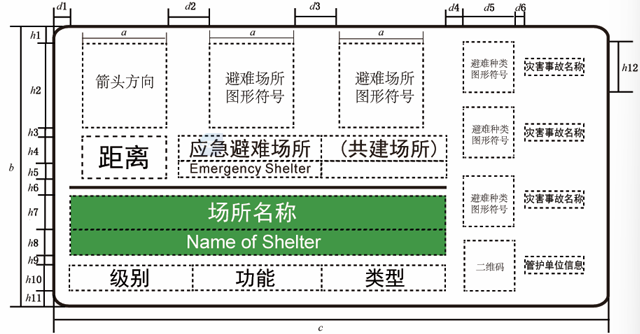 d1
d2
d3
d4
d5
d6
h1
h2
h3
h4
h5
h6
h7
h8
h9
h10
h11
h12
b
c
a
a
a
箭头方向
避难场所
图形符号
避难场所
图形符号
距离
应急避难场所
Emergency Shelter
（共建场所）
场所名称
Name of Shelter
级别
功能
类型
避难种类
图形符号
灾害事故名称
避难种类
图形符号
灾害事故名称
避难种类
图形符号
灾害事故名称
二维码
管护单位信息